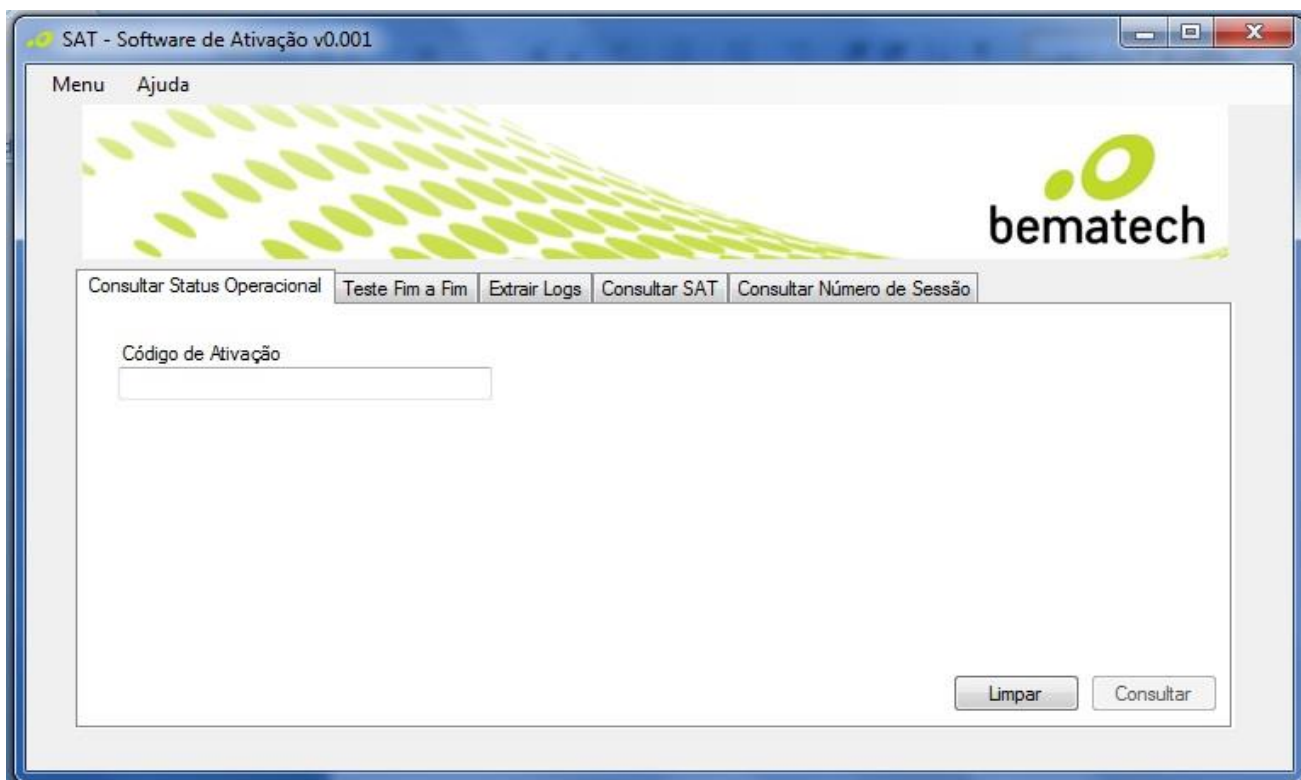 SAT - Software de Ativação v0.001
Menu Ajuda
bematech
Consultar Status Operacional Teste Fim a Fim Extrair Logs Consultar SAT Consultar Número de Sessão
Código de Ativação
Limpar Consultar